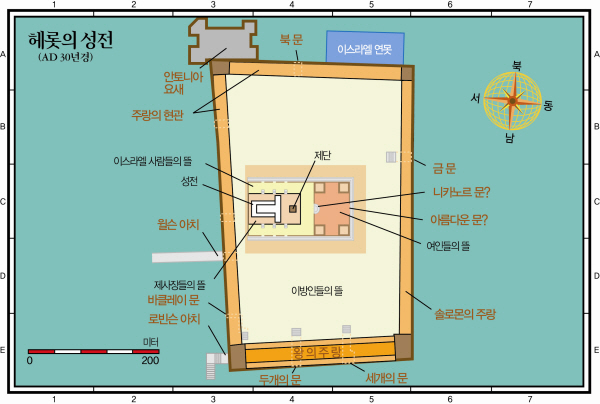 1 2 3 4 5 6 7
헤롯의 성전
(AD 30년경)
북 문
이스라엘 연못
안토니아
요새
주랑의 현관
북
서
동
남
이스라엘 사람들의 뜰
제단
성전
금 문
니카노르 문?
아름다운 문?
여인들의 뜰
윌슨 아치
제사장들의 뜰
이방인들의 뜰
바클레이 문
로빈슨 아치
솔로몬의 주랑
왕의 주랑
미터
0 200
두개의 문
세개의 문
A
B
C
D
E
A
B
C
D
E
1 2 3 4 5 6 7